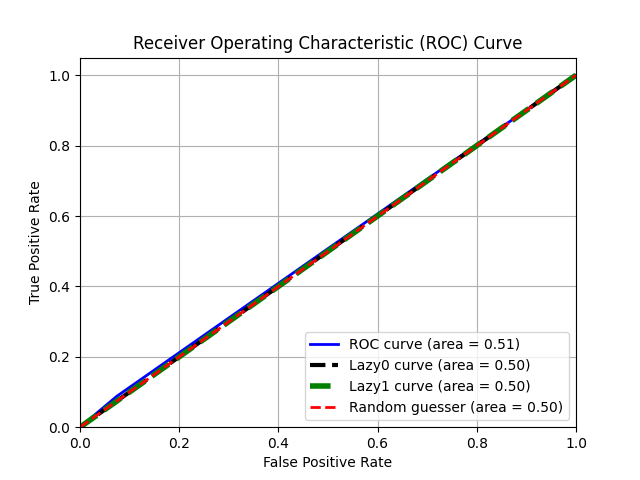 Receiver Operating Characteristic (ROC) Curve
1.0
0.8
0.6
0.4
0.2
0.0
True Positive Rate
ROC curve (area = 0.51)
Lazy0 curve (area = 0.50)
Lazy1 curve (area = 0.50)
Random guesser (area = 0.50)
0.0 0.2 0.4 0.6 0.8 1.0
False Positive Rate